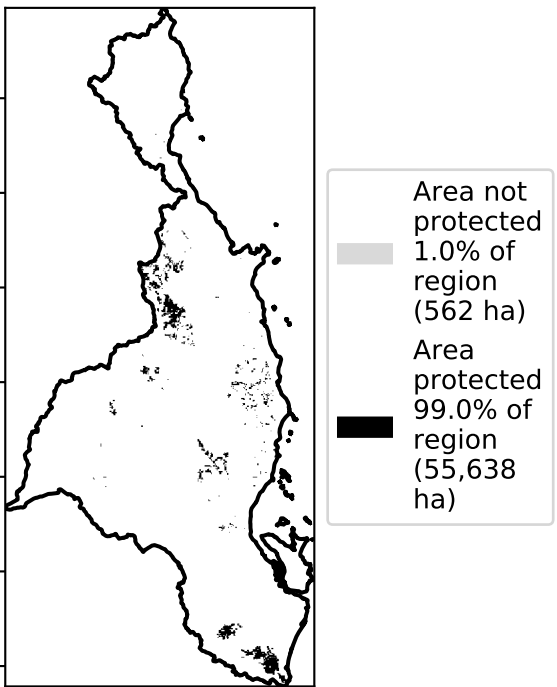 Area not
protected
1.0% of
region
(562 ha)
Area
protected
99.0% of
region
(55,638
ha)